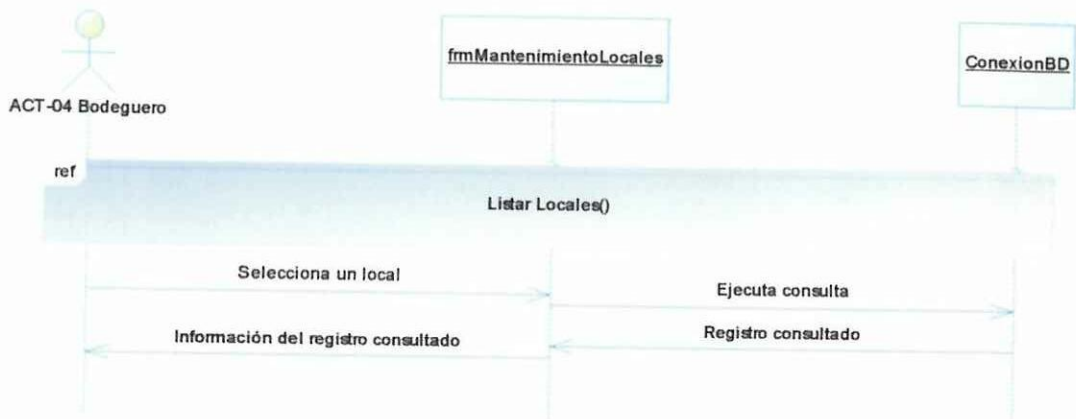 frmMantenimientoLocales
ConexionBD
ACT-04 Bodeguero
ref
Listar Locales()
Selecciona un local
Ejecuta consulta
Información del registro consultado
Registro consultado